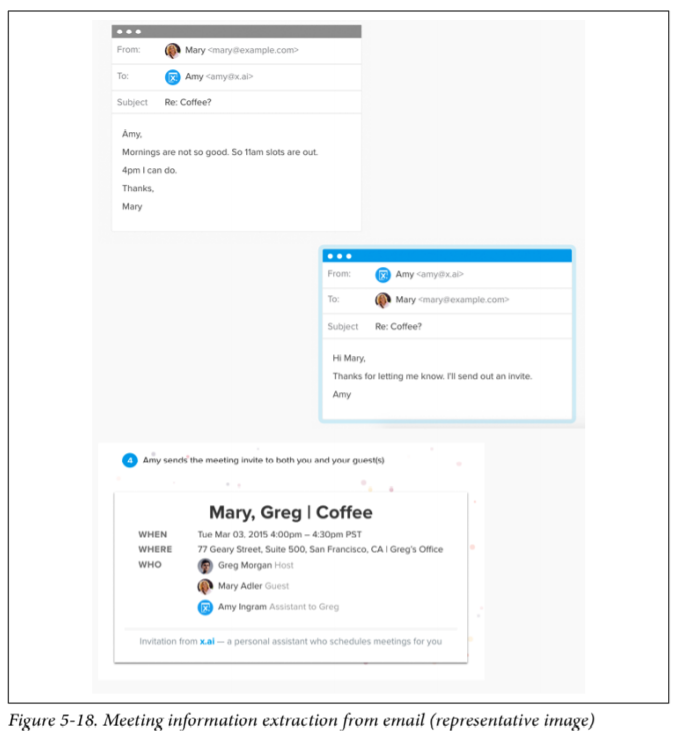 From: Mary <mary@example.com>
To: Amy <amy@x.ai>
Subject Re: Coffee?
Amy,
Mornings are not so good. So 11am slots are out.
4pm I can do.
Thanks,
Mary
From: Amy <amy@x.ai>
To: Mary <mary@example.com>
Subject Re: Coffee?
Hi Mary,
Thanks for letting me know. I'll send out an invite.
Amy
4 Amy sends the meeting invite to both you and your guest(s)
Mary, Greg | Coffee
WHEN Tue Mar 03, 2015 4:00pm – 4:30pm PST
WHERE 77 Geary Street, Suite 500, San Francisco, CA | Greg's Office
WHO Greg Morgan Host
Mary Adler Guest
Amy Ingram Assistant to Greg
Invitation from x.ai — a personal assistant who schedules meetings for you
Figure 5-18. Meeting information extraction from email (representative image)